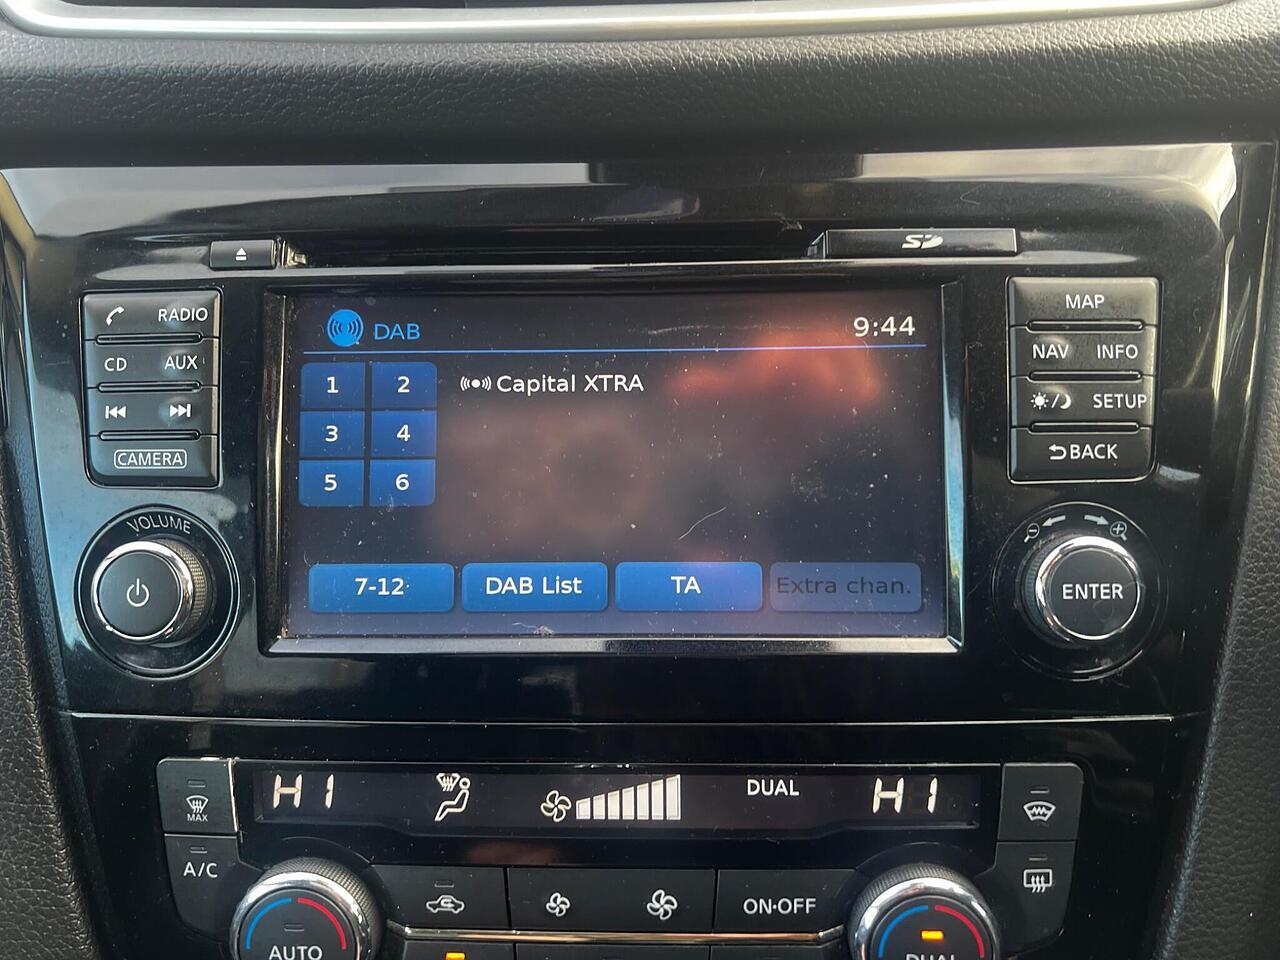 SD
RADIO
CD AUX
CAMERA
VOLUME
DAB 9:44
1 2
3 4
5 6
Capital XTRA
7-12
DAB List
TA
Extra chan.
MAP
NAV INFO
SETUP
BACK
ENTER
MAX
A/C
HI
DUAL
HI
AUTO
ON·OFF
DUAL